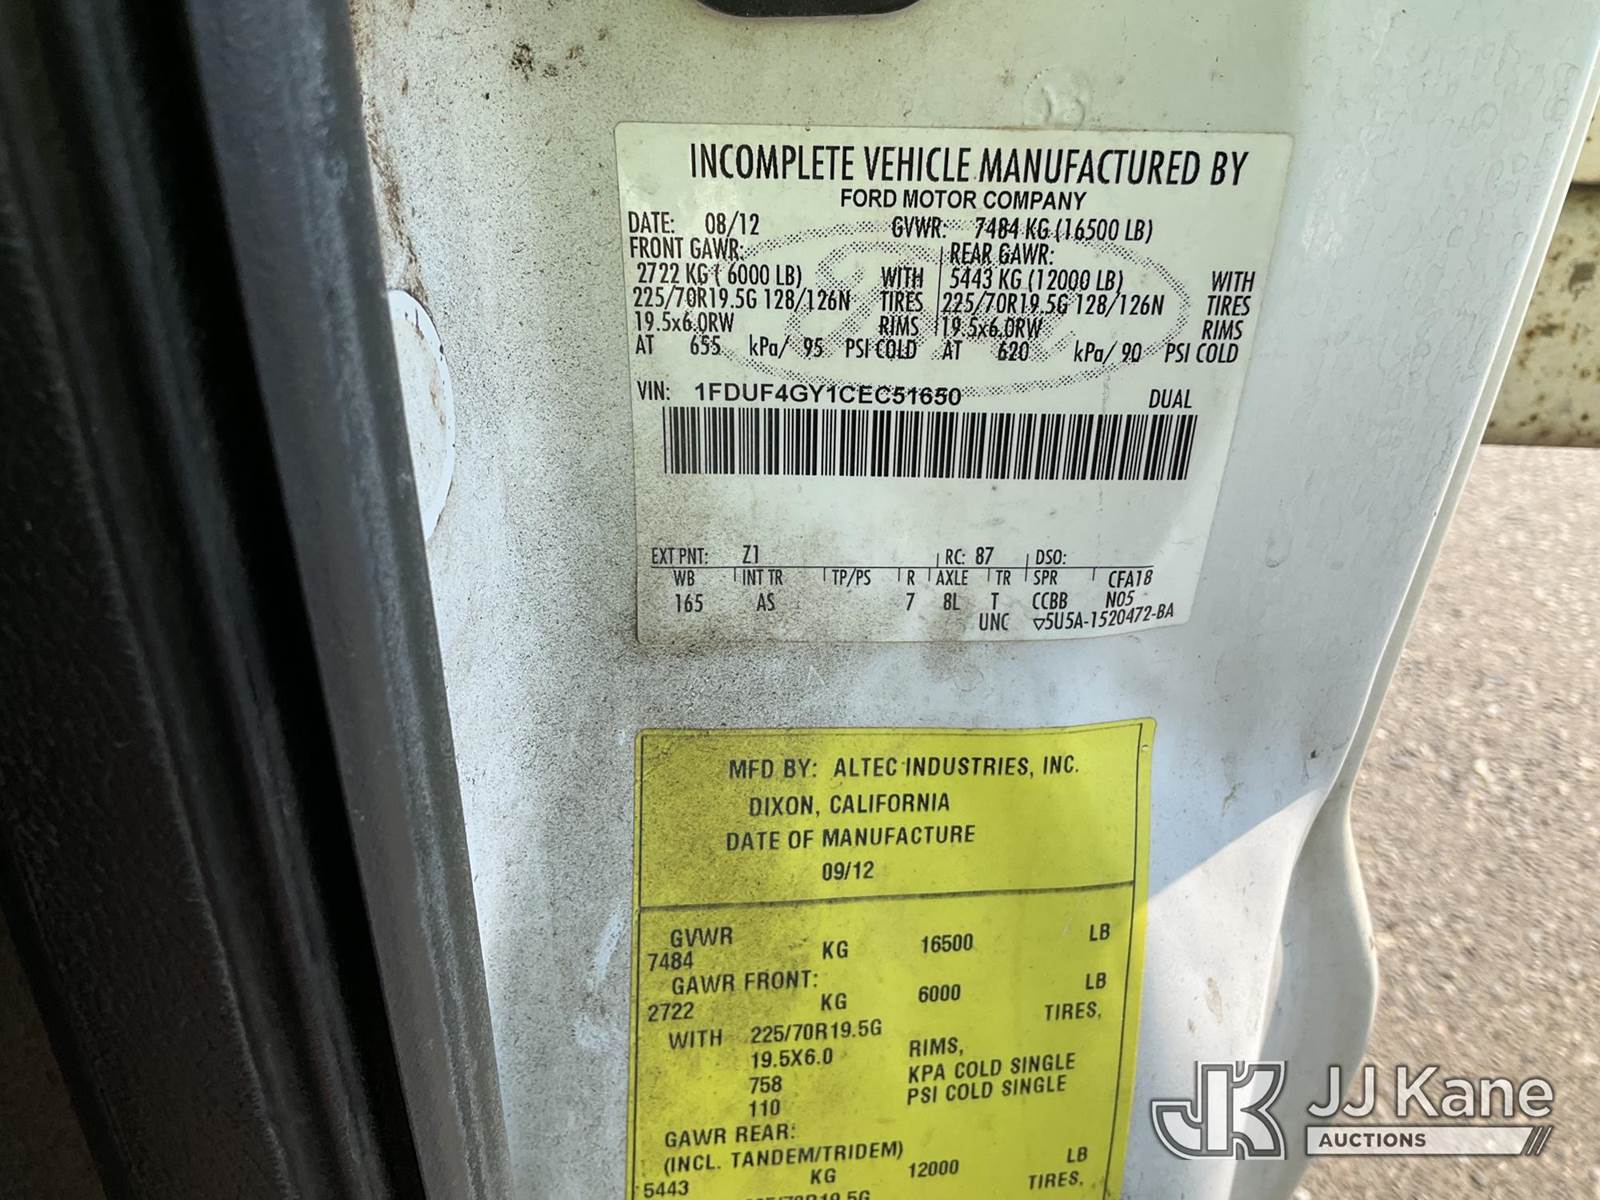 INCOMPLETE VEHICLE MANUFACTURED BY
FORD MOTOR COMPANY
DATE: 08/12 GVWR: 7484 KG (16500 LB)
FRONT GAWR: REAR GAWR:
2722 KG ( 6000 LB) WITH 5443 KG (12000 LB) WITH
225/70R19.5G 128/126N TIRES 225/70R19.5G 128/126N TIRES
19.5x6.0RW RIMS 19.5x6.0RW RIMS
AT 655 kPa/ 95 PSI COLD AT 620 kPa/ 90 PSI COLD
VIN: 1FDUF4GY1CEC51650 DUAL
EXT PNT: Z1 RC: 87 DSO:
WB INT TR TP/PS R AXLE TR SPR CFA18
165 AS 7 8L T CCBB N05
UNC ▽5U5A-1520472-BA
MFD BY: ALTEC INDUSTRIES, INC.
DIXON, CALIFORNIA
DATE OF MANUFACTURE
09/12
GVWR
7484 KG 16500 LB
GAWR FRONT:
2722 KG 6000 LB
WITH 225/70R19.5G TIRES,
19.5X6.0 RIMS,
758 KPA COLD SINGLE
110 PSI COLD SINGLE
GAWR REAR:
(INCL. TANDEM/TRIDEM)
5443 KG 12000 LB
225/70R19.5G TIRES,
JK JJ Kane
AUCTIONS